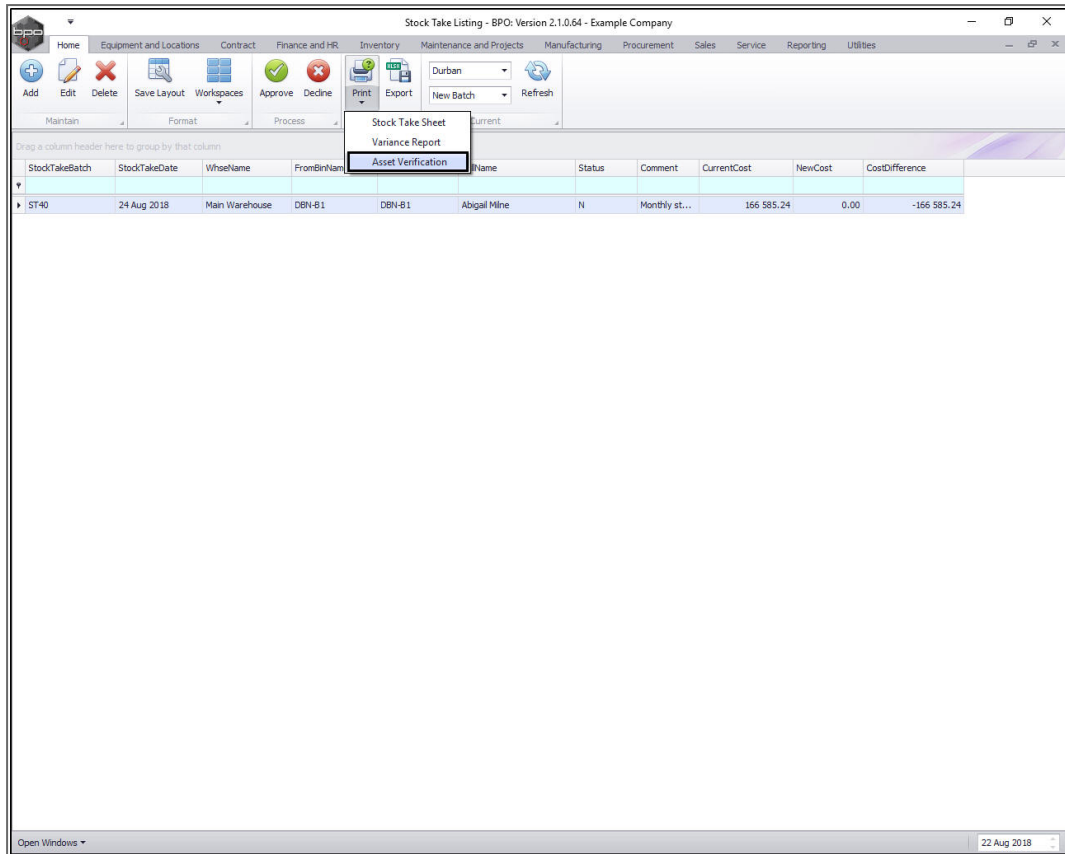 Stock Take Listing - BPO: Version 2.1.0.64 - Example Company
bpo
Home Equipment and Locations Contract Finance and HR Inventory Maintenance and Projects Manufacturing Procurement Sales Service Reporting Utilities
Durban
Add Edit Delete Save Layout Workspaces Approve Decline Print Export New Batch Refresh
Maintain Format Process Current
Stock Take Sheet
Variance Report
Asset Verification
Drag a column header here to group by that column
StockTakeBatch StockTakeDate WhseName FromBinNam Name Status Comment CurrentCost NewCost CostDifference
ST40 24 Aug 2018 Main Warehouse DBN-B1 DBN-B1 Abigail Milne N Monthly st... 166 585.24 0.00 -166 585.24
Open Windows 22 Aug 2018